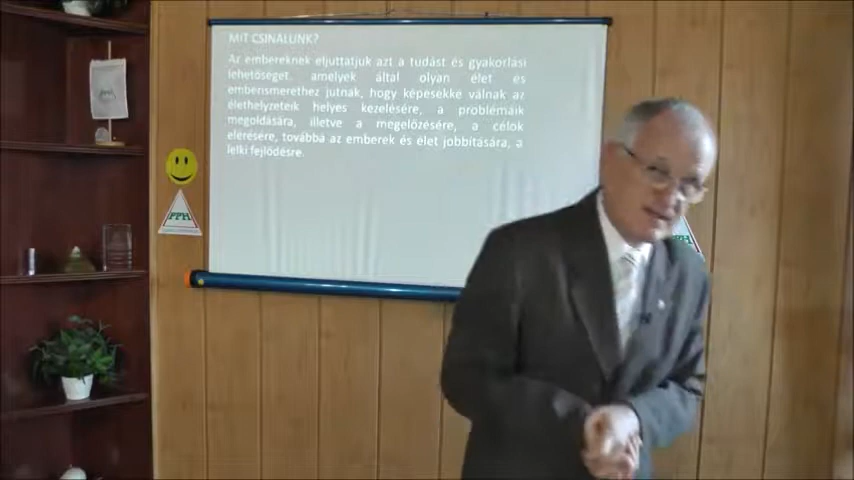 MIT CSINÁLUNK?
Az embereknek eljuttatjuk azt a tudást és gyakorlási
lehetőséget, amelyek által olyan élet és
emberismerethez jutnak, hogy képesekké válnak az
élethelyzeteik helyes kezelésére, a problémáik
megoldására, illetve a megelőzésére, a célok
elérésére, továbbá az emberek és élet jobbítására, a
lelki fejlődésre.
PPH